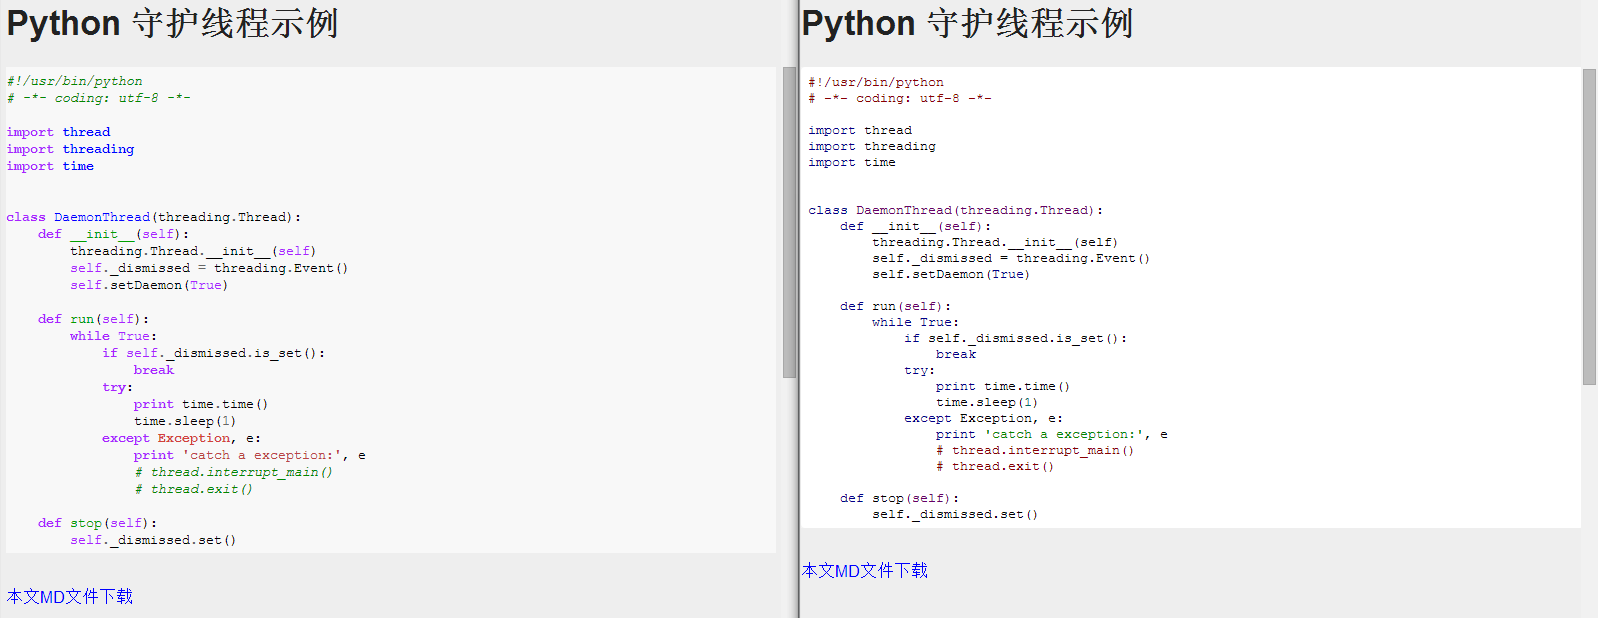 Python 守护线程示例
#!/usr/bin/python
# -*- coding: utf-8 -*-
import thread
import threading
import time
class DaemonThread(threading.Thread):
    def __init__(self):
        threading.Thread.__init__(self)
        self._dismissed = threading.Event()
        self.setDaemon(True)
    def run(self):
        while True:
            if self._dismissed.is_set():
                break
            try:
                print time.time()
                time.sleep(1)
            except Exception, e:
                print 'catch a exception:', e
                # thread.interrupt_main()
                # thread.exit()
    def stop(self):
        self._dismissed.set()
本文MD文件下载
Python 守护线程示例
#!/usr/bin/python
# -*- coding: utf-8 -*-
import thread
import threading
import time
class DaemonThread(threading.Thread):
    def __init__(self):
        threading.Thread.__init__(self)
        self._dismissed = threading.Event()
        self.setDaemon(True)
    def run(self):
        while True:
            if self._dismissed.is_set():
                break
            try:
                print time.time()
                time.sleep(1)
            except Exception, e:
                print 'catch a exception:', e
                # thread.interrupt_main()
                # thread.exit()
    def stop(self):
        self._dismissed.set()
本文MD文件下载